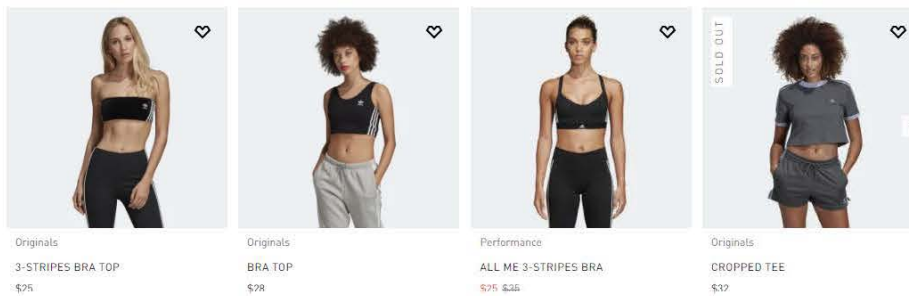 SOLD OUT
Originals
3-STRIPES BRA TOP
$25
Originals
BRA TOP
$28
Performance
ALL ME 3-STRIPES BRA
$25 $35
Originals
CROPPED TEE
$32